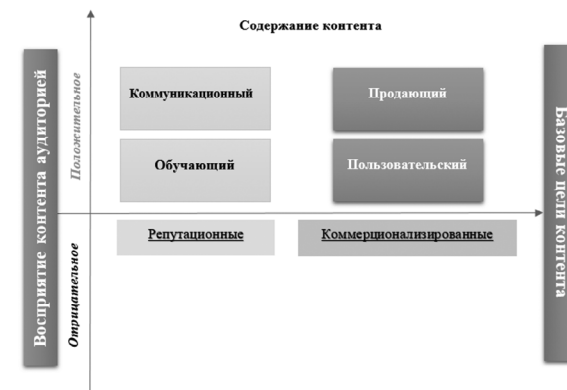 Содержание контента
Восприятие контента аудиторией
Положительное
Коммуникационный
Продающий
Обучающий
Пользовательский
Репутационные
Коммерционализированные
Отрицательное
Базовые цели контента